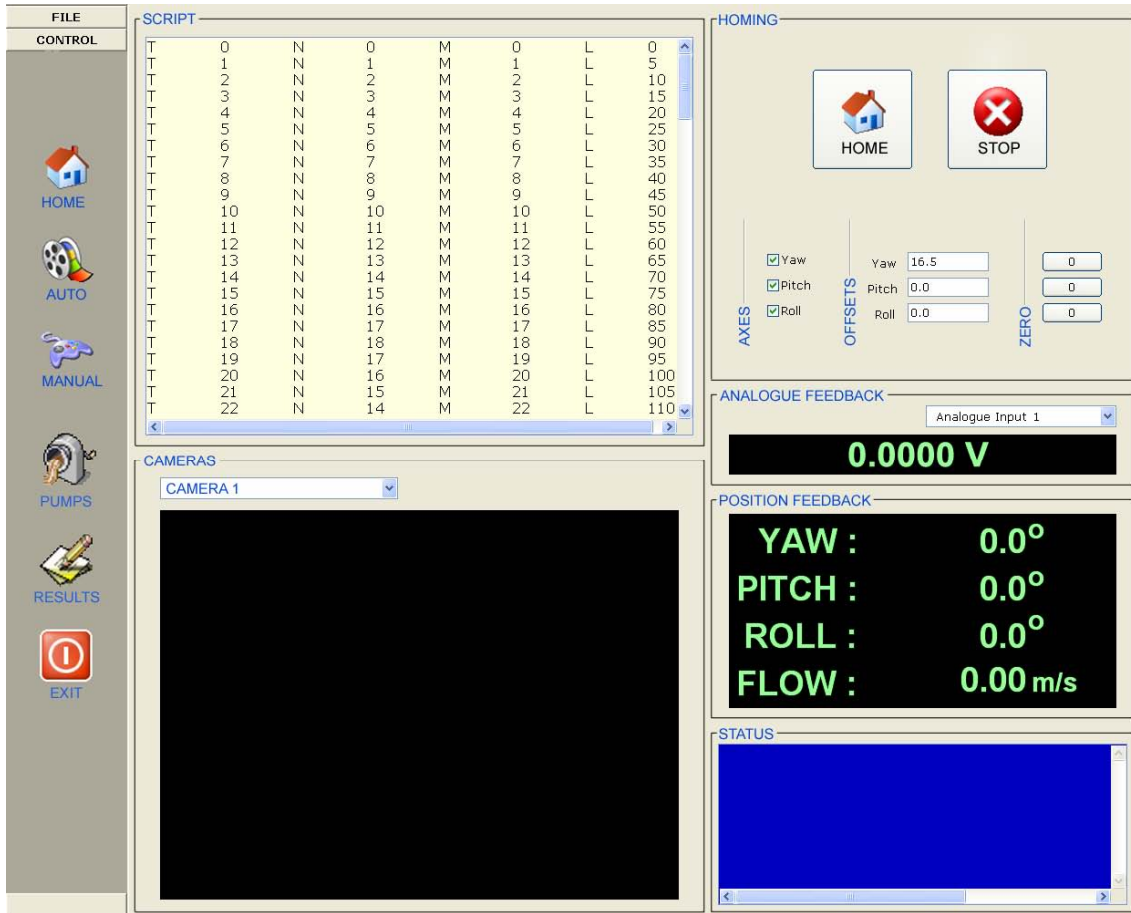 FILE
CONTROL
HOME
AUTO
MANUAL
PUMPS
RESULTS
EXIT
SCRIPT
T 0 N 0 M 0 L 0
T 1 N 1 M 1 L 5
T 2 N 2 M 2 L 10
T 3 N 3 M 3 L 15
T 4 N 4 M 4 L 20
T 5 N 5 M 5 L 25
T 6 N 6 M 6 L 30
T 7 N 7 M 7 L 35
T 8 N 8 M 8 L 40
T 9 N 9 M 9 L 45
T 10 N 10 M 10 L 50
T 11 N 11 M 11 L 55
T 12 N 12 M 12 L 60
T 13 N 13 M 13 L 65
T 14 N 14 M 14 L 70
T 15 N 15 M 15 L 75
T 16 N 16 M 16 L 80
T 17 N 17 M 17 L 85
T 18 N 18 M 18 L 90
T 19 N 17 M 19 L 95
T 20 N 16 M 20 L 100
T 21 N 15 M 21 L 105
T 22 N 14 M 22 L 110
CAMERAS
CAMERA 1
HOMING
HOME STOP
AXES
Yaw
Pitch
Roll
OFFSETS
Yaw 16.5
Pitch 0.0
Roll 0.0
ZERO
0
0
0
ANALOGUE FEEDBACK
Analogue Input 1
0.0000 V
POSITION FEEDBACK
YAW : 0.0°
PITCH : 0.0°
ROLL : 0.0°
FLOW : 0.00 m/s
STATUS